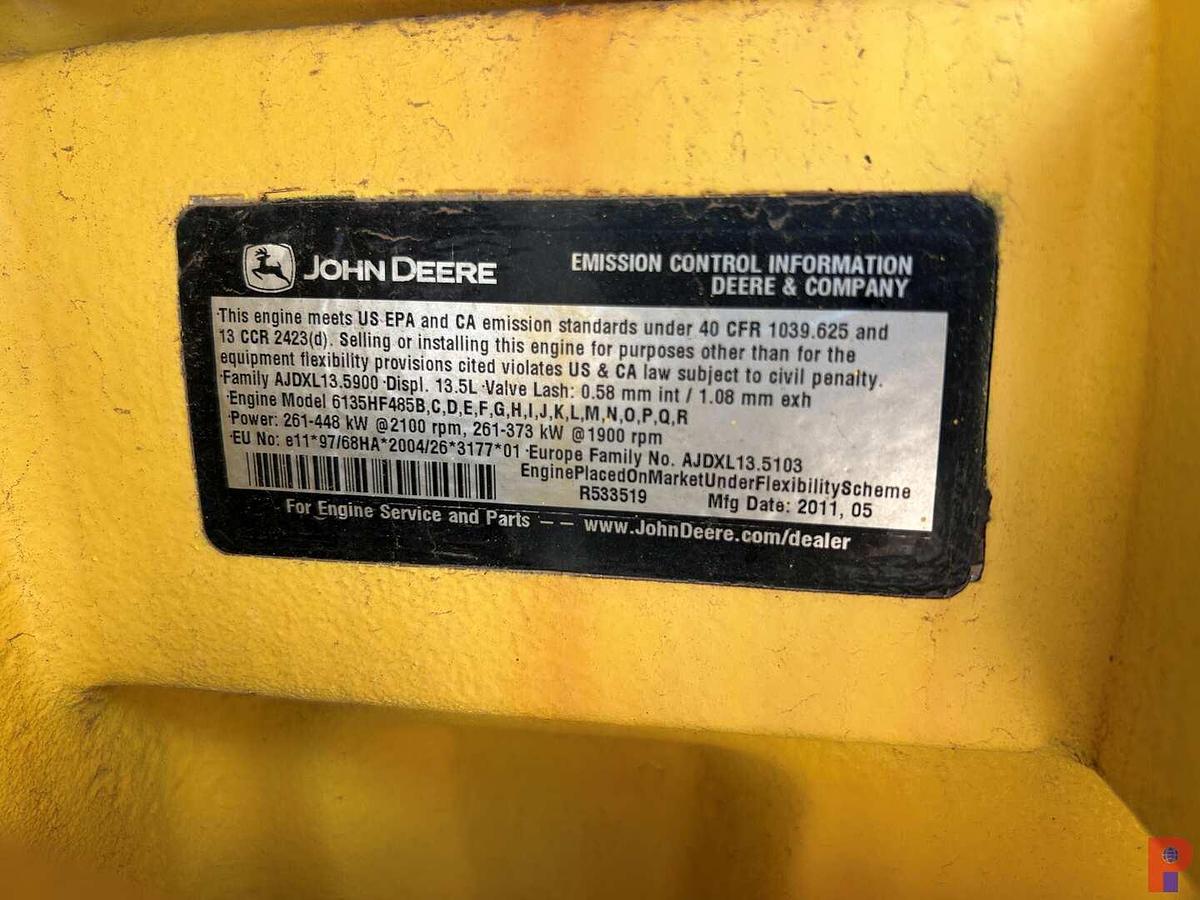 JOHN DEERE
EMISSION CONTROL INFORMATION
DEERE & COMPANY
·This engine meets US EPA and CA emission standards under 40 CFR 1039.625 and
13 CCR 2423(d). Selling or installing this engine for purposes other than for the
equipment flexibility provisions cited violates US & CA law subject to civil penalty.
·Family AJDXL13.5900 ·Displ. 13.5L ·Valve Lash: 0.58 mm int / 1.08 mm exh
·Engine Model 6135HF485B,C,D,E,F,G,H,I,J,K,L,M,N,O,P,Q,R
·Power: 261-448 kW @2100 rpm, 261-373 kW @1900 rpm
·EU No: e11*97/68HA*2004/26*3177*01 ·Europe Family No. AJDXL13.5103
EnginePlacedOnMarketUnderFlexibilityScheme
R533519 Mfg Date: 2011, 05
For Engine Service and Parts – – www.JohnDeere.com/dealer